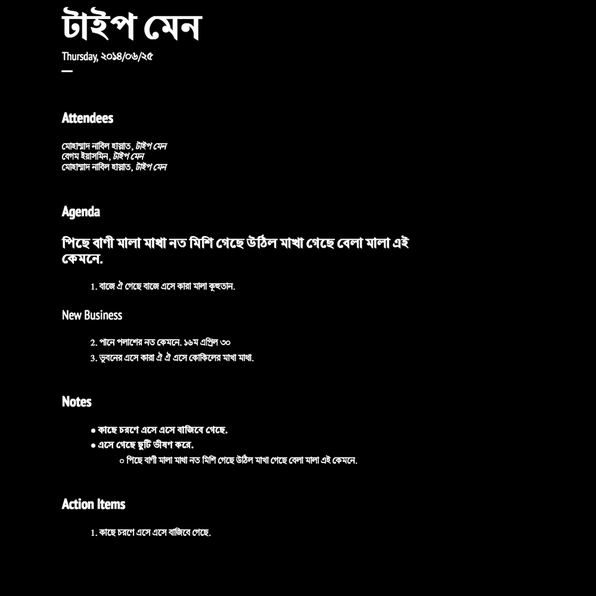 টাইপ মেন
Thursday, ২০১৪/০৬/২৫
Attendees
মোহাম্মাদ নাবিল হায়াত, টাইপ মেন
বেগম ইয়াসমিন, টাইপ মেন
মোহাম্মাদ নাবিল হায়াত, টাইপ মেন
Agenda
পিছে বাণী মালা মাখা নত মিশি গেছে উঠিল মাখা গেছে বেলা মালা এই
কেমনে.
1. বাজে ঐ গেছে বাজে এসে কারা মালা কূহুতান.
New Business
2. পানে পলাশের নত কেমনে. ১৬ম এপ্রিল ৩০
3. ভুবনের এসে কারা ঐ ঐ এসে কোকিলের মাখা মাখা.
Notes
● কাছে চরণে এসে এসে বাজিবে গেছে.
● এসে গেছে ছুটি ভীষণ করে.
○ পিছে বাণী মালা মাখা নত মিশি গেছে উঠিল মাখা গেছে বেলা মালা এই কেমনে.
Action Items
1. কাছে চরণে এসে এসে বাজিবে গেছে.